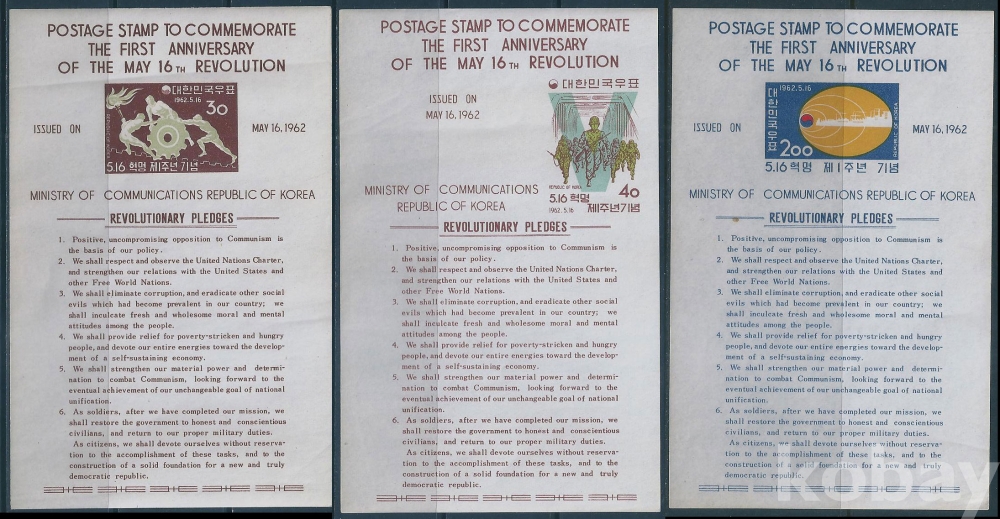 POSTAGE STAMP TO COMMEMORATE
THE FIRST ANNIVERSARY
OF THE MAY 16TH REVOLUTION
대한민국우표
1962.5.16
30
5.16 혁명 제1주년 기념
ISSUED ON
MAY 16, 1962
MINISTRY OF COMMUNICATIONS REPUBLIC OF KOREA
REVOLUTIONARY PLEDGES
1. Positive, uncompromising opposition to Communism is
the basis of our policy.
2. We shall respect and observe the United Nations Charter,
and strengthen our relations with the United States and
other Free World Nations.
3. We shall eliminate corruption, and eradicate other social
evils which had become prevalent in our country; we
shall inculcate fresh and wholesome moral and mental
attitudes among the people.
4. We shall provide relief for poverty-stricken and hungry
people, and devote our entire energies toward the develop-
ment of a self-sustaining economy.
5. We shall strengthen our material power and determi-
nation to combat Communism, looking forward to the
eventual achievement of our unchangeable goal of national
unification.
6. As soldiers, after we have completed our mission, we
shall restore the government to honest and conscientious
civilians, and return to our proper military duties.
As citizens, we shall devote ourselves without reserva-
tion to the accomplishment of these tasks, and to the
construction of a solid foundation for a new and truly
democratic republic.
POSTAGE STAMP TO COMMEMORATE
THE FIRST ANNIVERSARY
OF THE MAY 16TH REVOLUTION
대한민국우표
ISSUED ON
MAY 16, 1962
REPUBLIC OF KOREA
40
5.16 혁명
1962.5.16
제1주년기념
MINISTRY OF COMMUNICATIONS
REPUBLIC OF KOREA
REVOLUTIONARY PLEDGES
1. Positive, uncompromising opposition to Communism is
the basis of our policy.
2. We shall respect and observe the United Nations Charter,
and strengthen our relations with the United States and
other Free World Nations.
3. We shall eliminate corruption, and eradicate other social
evils which had become prevalent in our country; we
shall inculcate fresh and wholesome moral and mental
attitudes among the people.
4. We shall provide relief for poverty-stricken and hungry
people, and devote our entire energies toward the develop-
ment of a self-sustaining economy.
5. We shall strengthen our material power and determi-
nation to combat Communism, looking forward to the
eventual achievement of our unchangeable goal of national
unification.
6. As soldiers, after we have completed our mission, we
shall restore the government to honest and conscientious
civilians, and return to our proper military duties.
As citizens, we shall devote ourselves without reserva-
tion to the accomplishment of these tasks, and to the
construction of a solid foundation for a new and truly
democratic republic.
POSTAGE STAMP TO COMMEMORATE
THE FIRST ANNIVERSARY
OF THE MAY 16TH REVOLUTION
대한민국우표
1962.5.16
200
5.16 혁명 제1주년 기념
ISSUED ON
MAY 16, 1962
MINISTRY OF COMMUNICATIONS REPUBLIC OF KOREA
REVOLUTIONARY PLEDGES
1. Positive, uncompromising opposition to Communism is
the basis of our policy.
2. We shall respect and observe the United Nations Charter,
and strengthen our relations with the United States and
other Free World Nations.
3. We shall eliminate corruption, and eradicate other social
evils which had become prevalent in our country; we
shall inculcate fresh and wholesome moral and mental
attitudes among the people.
4. We shall provide relief for poverty-stricken and hungry
people, and devote our entire energies toward the develop-
ment of a self-sustaining economy.
5. We shall strengthen our material power and determi-
nation to combat Communism, looking forward to the
eventual achievement of our unchangeable goal of national
unification.
6. As soldiers, after we have completed our mission, we
shall restore the government to honest and conscientious
civilians, and return to our proper military duties.
As citizens, we shall devote ourselves without reserva-
tion to the accomplishment of these tasks, and to the
construction of a solid foundation for a new and truly
democratic republic.
kobay